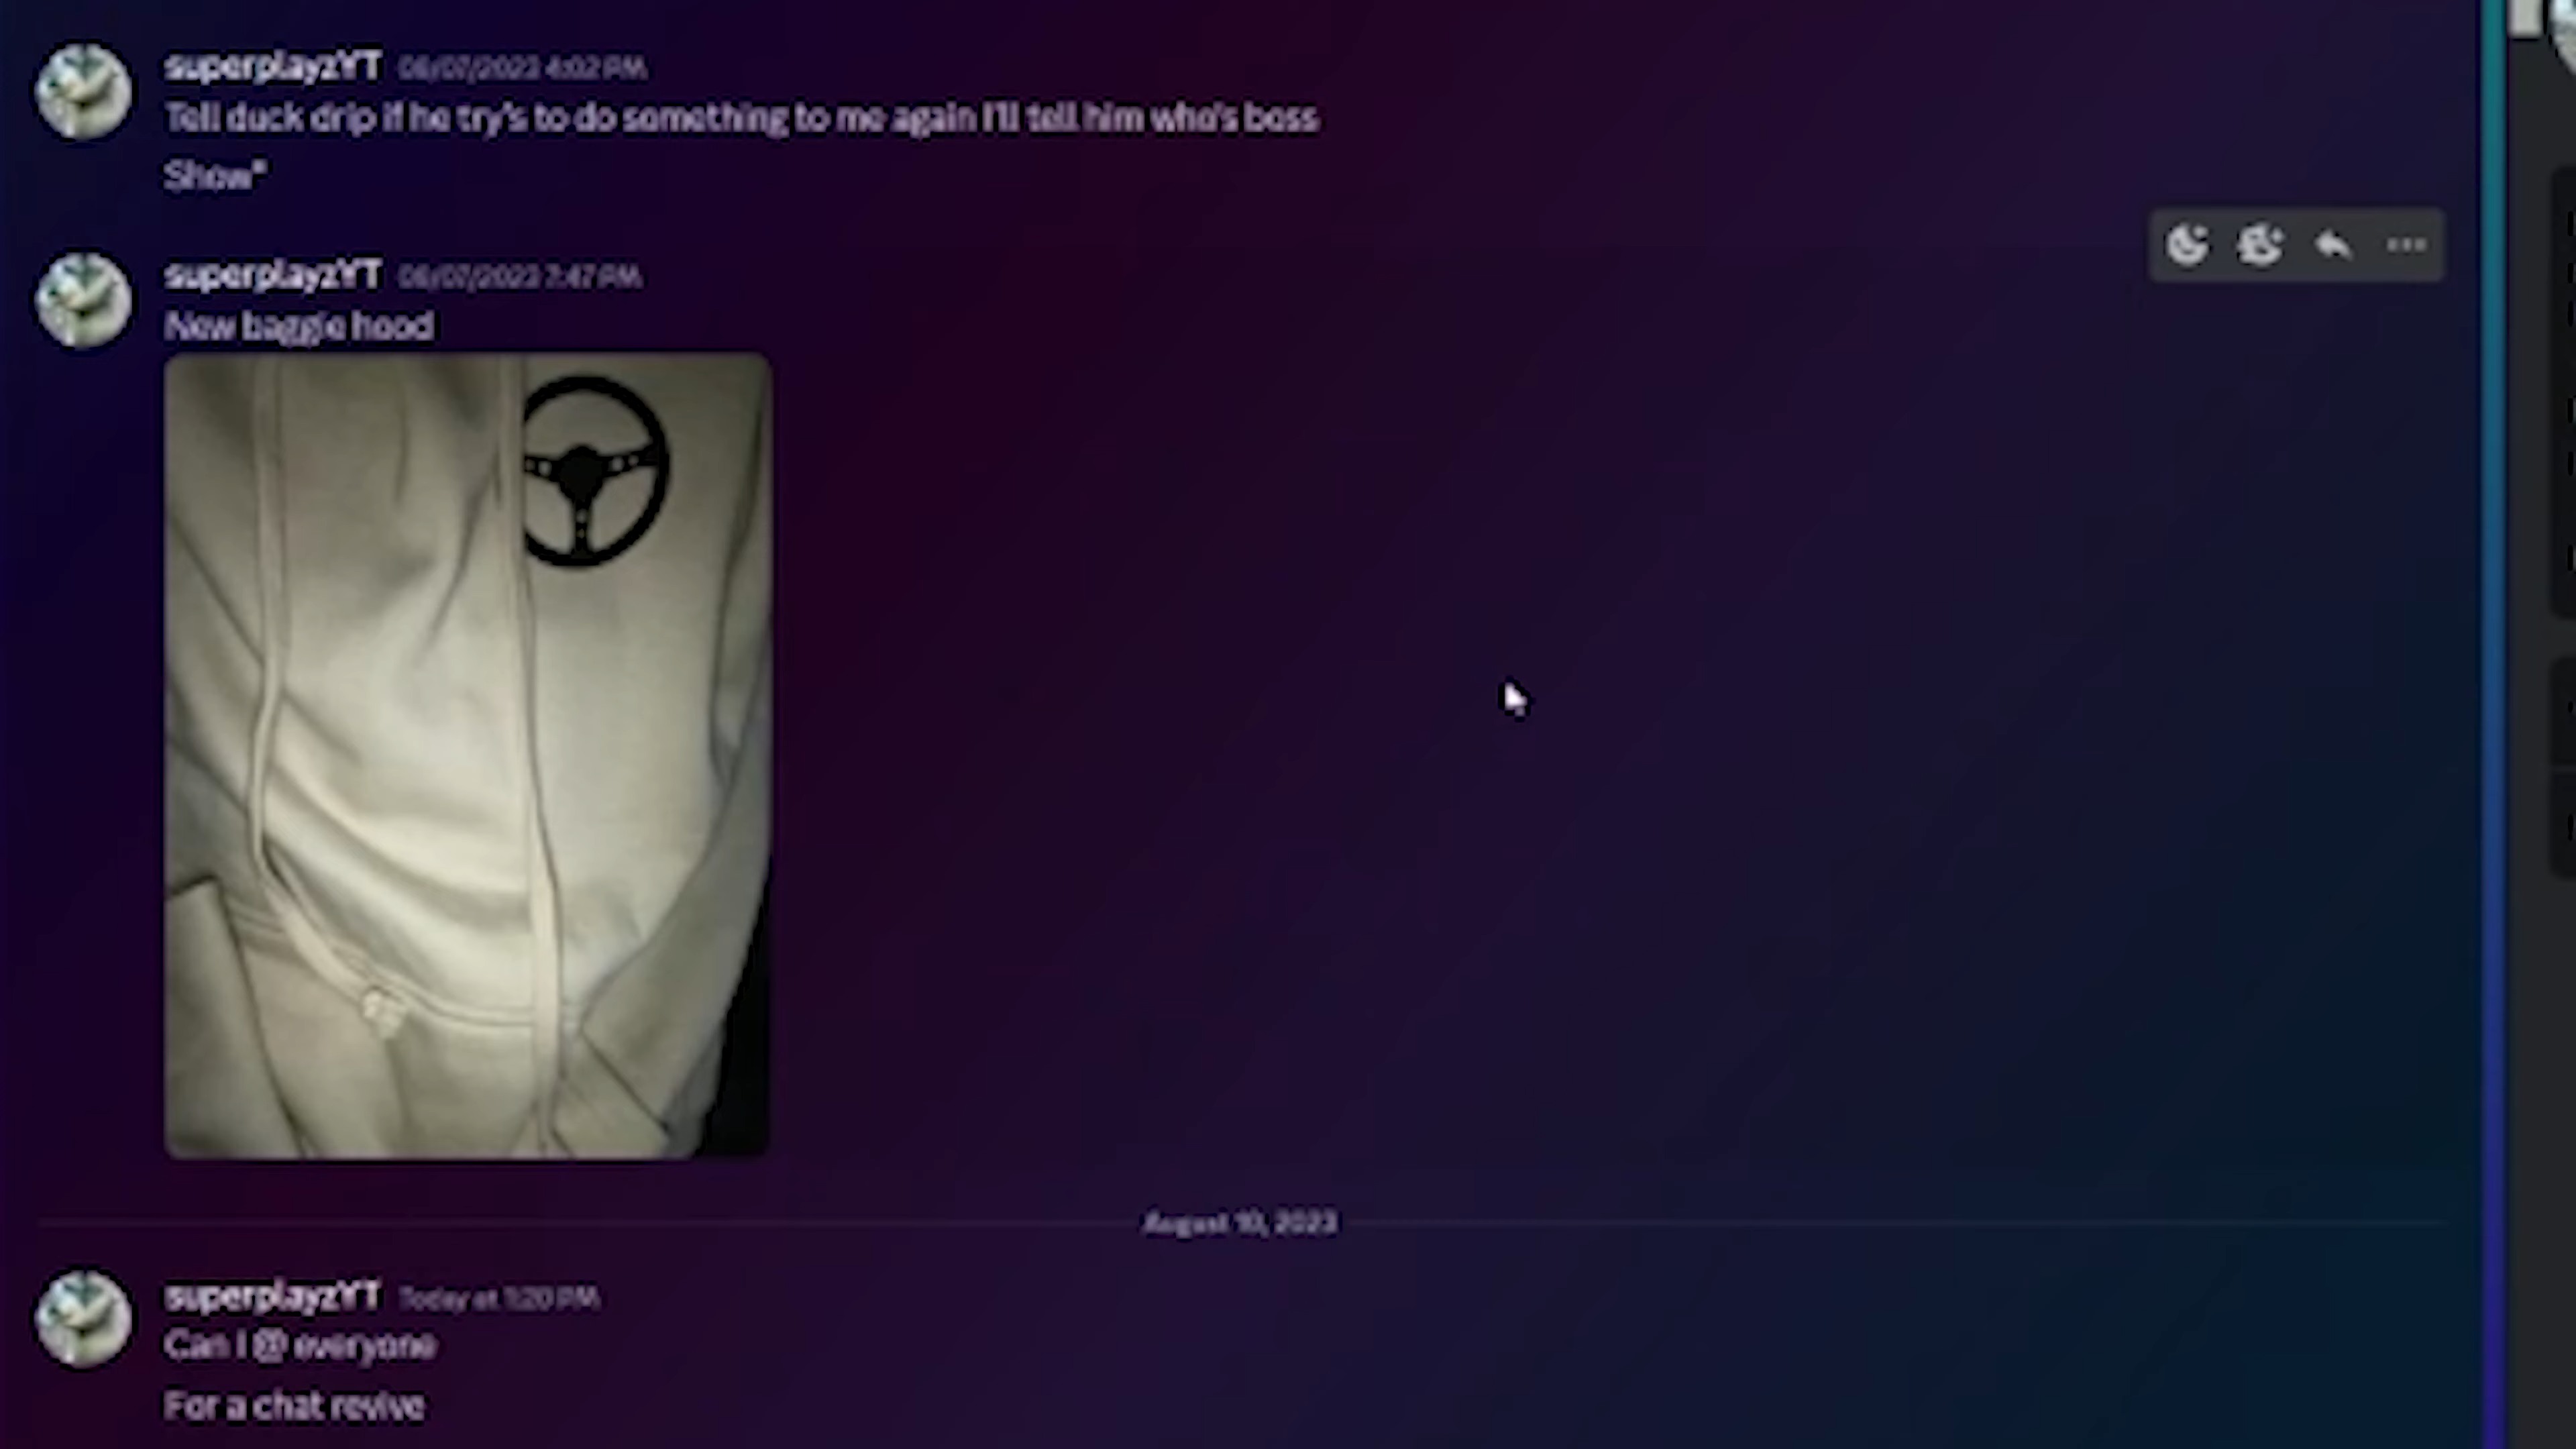 superplayzYT 08/07/2023 4:02 PM
Tell duck drip if he try's to do something to me again I'll tell him who's boss
Show*
superplayzYT 08/07/2023 7:47 PM
New baggie hood
August 10, 2023
superplayzYT Today at 1:20 PM
Can I @ everyone
For a chat revive